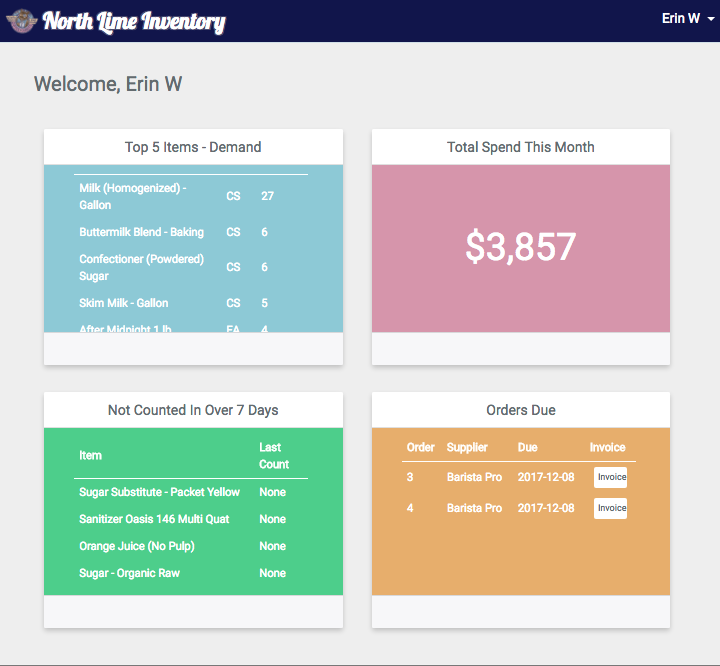 North Lime Inventory
Erin W
Welcome, Erin W
Top 5 Items - Demand
Milk (Homogenized) -
Gallon CS 27
Buttermilk Blend - Baking CS 6
Confectioner (Powdered)
Sugar CS 6
Skim Milk - Gallon CS 5
After Midnight 1 lb EA 4
Total Spend This Month
$3,857
Not Counted In Over 7 Days
Item Last
Count
Sugar Substitute - Packet Yellow None
Sanitizer Oasis 146 Multi Quat None
Orange Juice (No Pulp) None
Sugar - Organic Raw None
Orders Due
Order Supplier Due Invoice
3 Barista Pro 2017-12-08 Invoice
4 Barista Pro 2017-12-08 Invoice